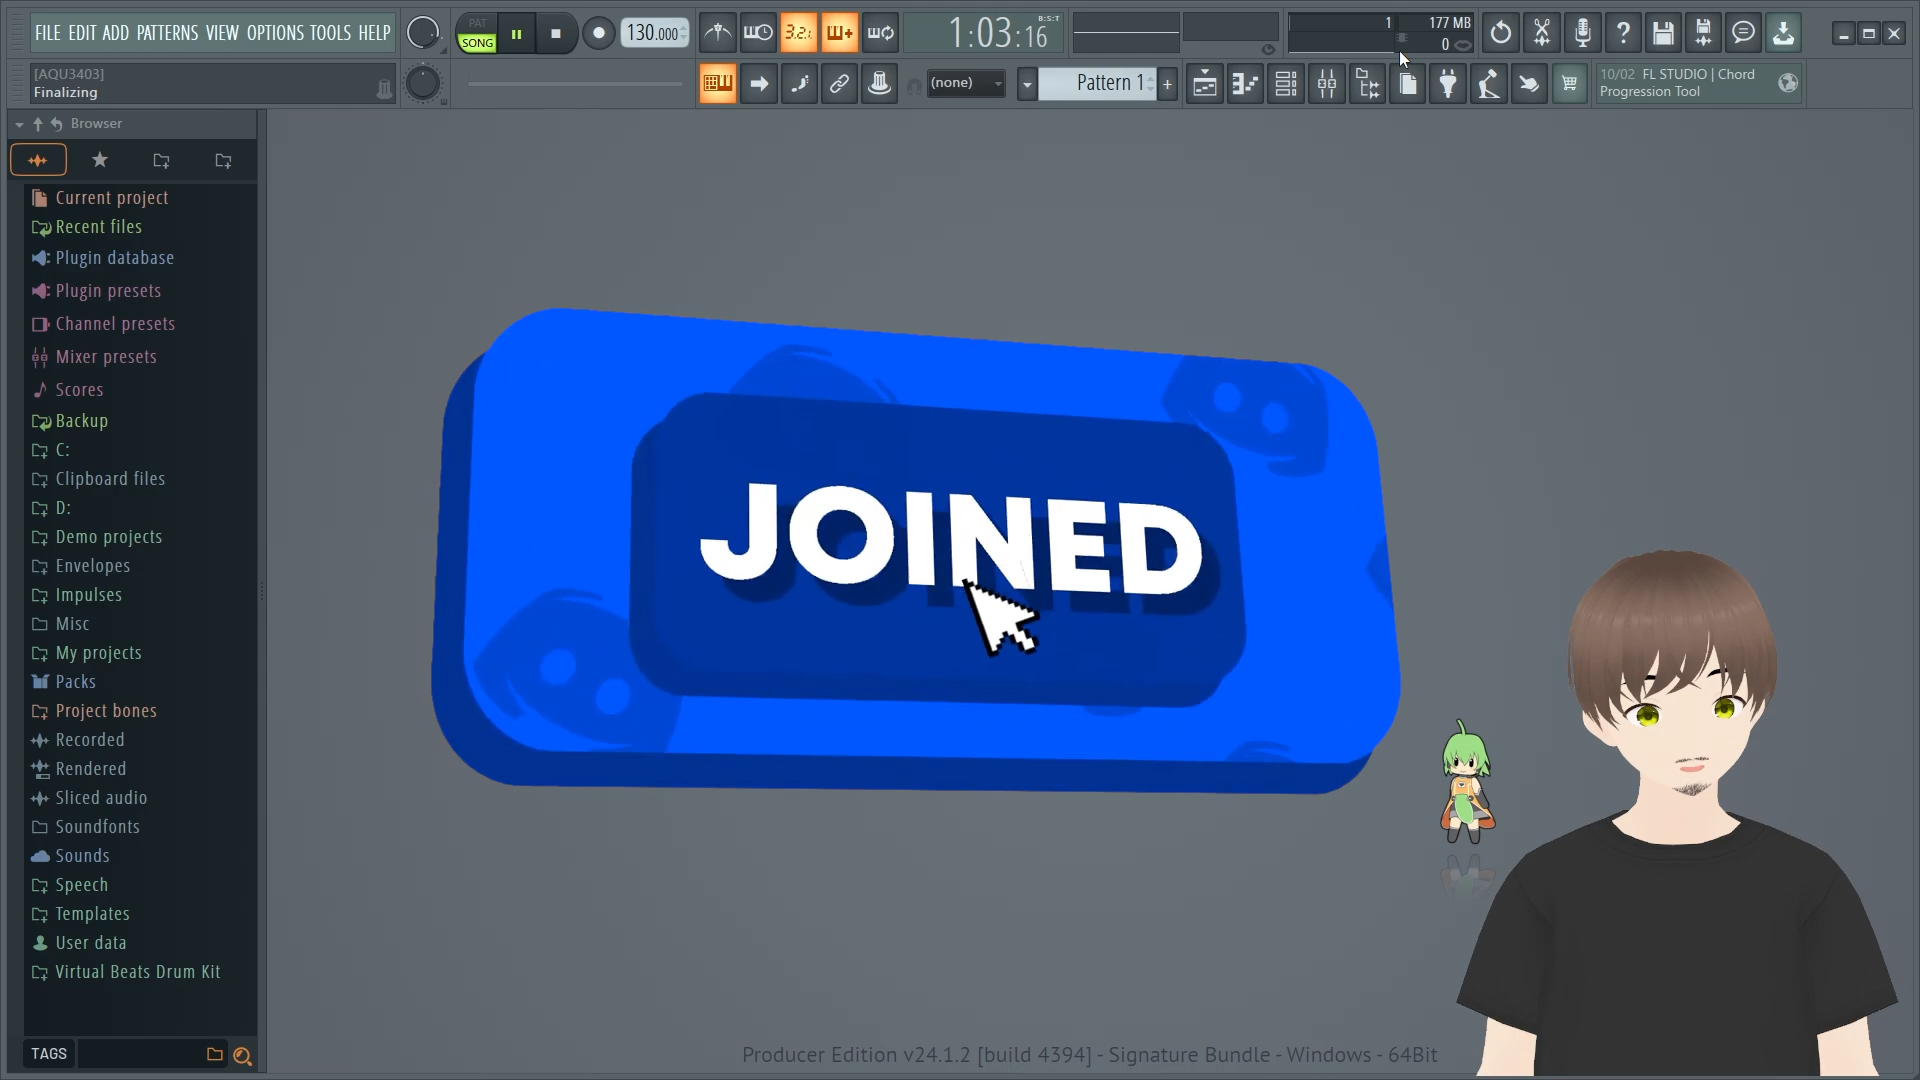 FILE EDIT ADD PATTERNS VIEW OPTIONS TOOLS HELP
PAT
SONG
130.000
3.2.
1:03:16
B:S:T
1
177 MB
0
[AQU3403]
Finalizing
(none)
Pattern 1
+
10/02 FL STUDIO | Chord
Progression Tool
Browser
Current project
Recent files
Plugin database
Plugin presets
Channel presets
Mixer presets
Scores
Backup
C:
Clipboard files
D:
Demo projects
Envelopes
Impulses
Misc
My projects
Packs
Project bones
Recorded
Rendered
Sliced audio
Soundfonts
Sounds
Speech
Templates
User data
Virtual Beats Drum Kit
TAGS
JOINED
Producer Edition v24.1.2 [build 4394] - Signature Bundle - Windows - 64Bit